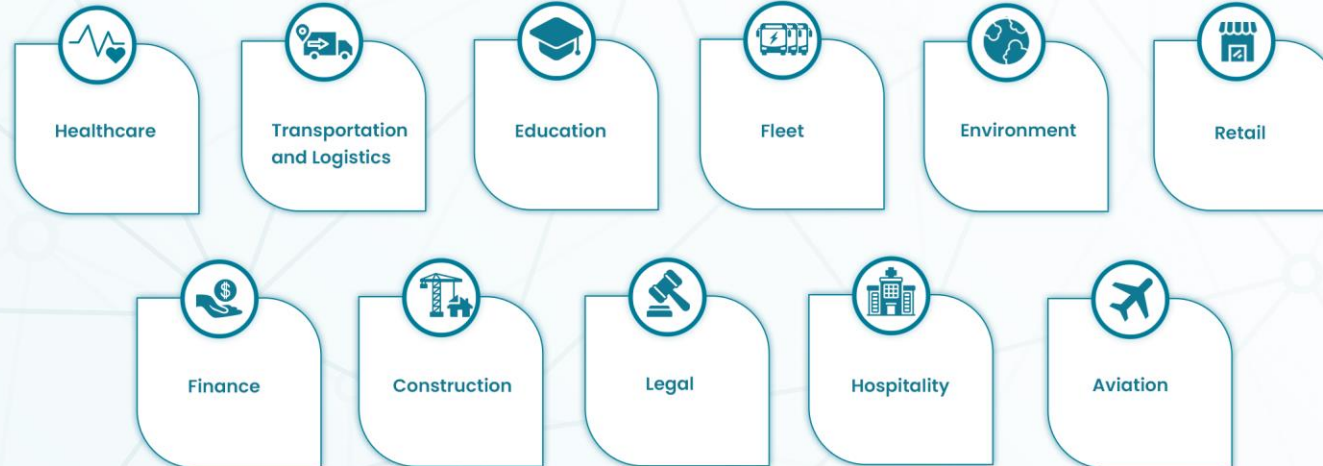 Healthcare
Transportation
and Logistics
Education
Fleet
Environment
Retail
Finance
Construction
Legal
Hospitality
Aviation